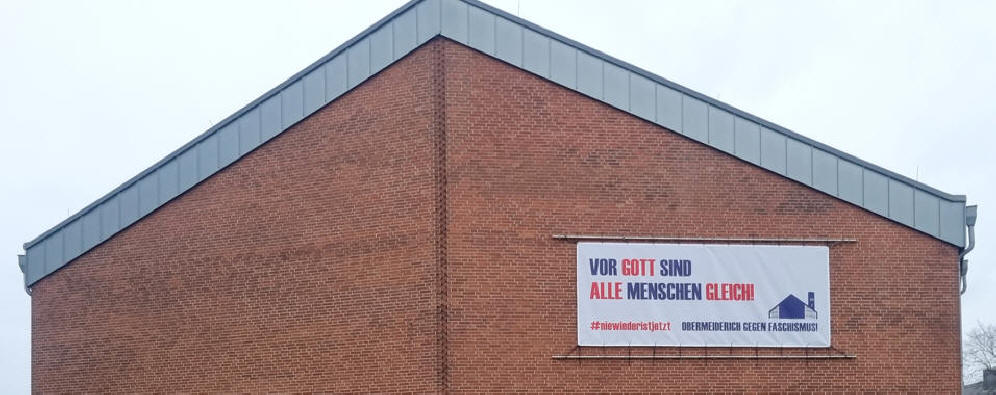 VOR GOTT SIND
ALLE MENSCHEN GLEICH!
#niewiederistjetzt OBERMEIDERICH GEGEN FASCHISMUS!